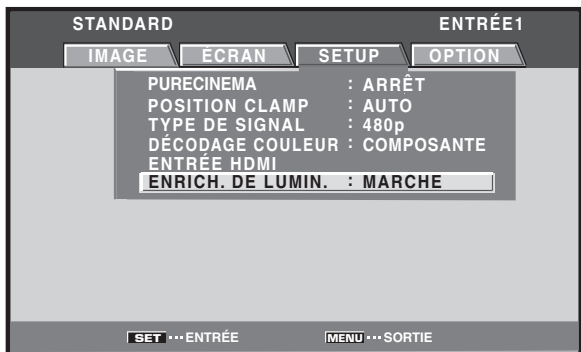 STANDARD ENTRÉE1
IMAGE ÉCRAN SETUP OPTION
PURECINEMA : ARRÊT
POSITION CLAMP : AUTO
TYPE DE SIGNAL : 480p
DÉCODAGE COULEUR : COMPOSANTE
ENTRÉE HDMI
ENRICH. DE LUMIN. : MARCHE
SET ··· ENTRÉE MENU ··· SORTIE